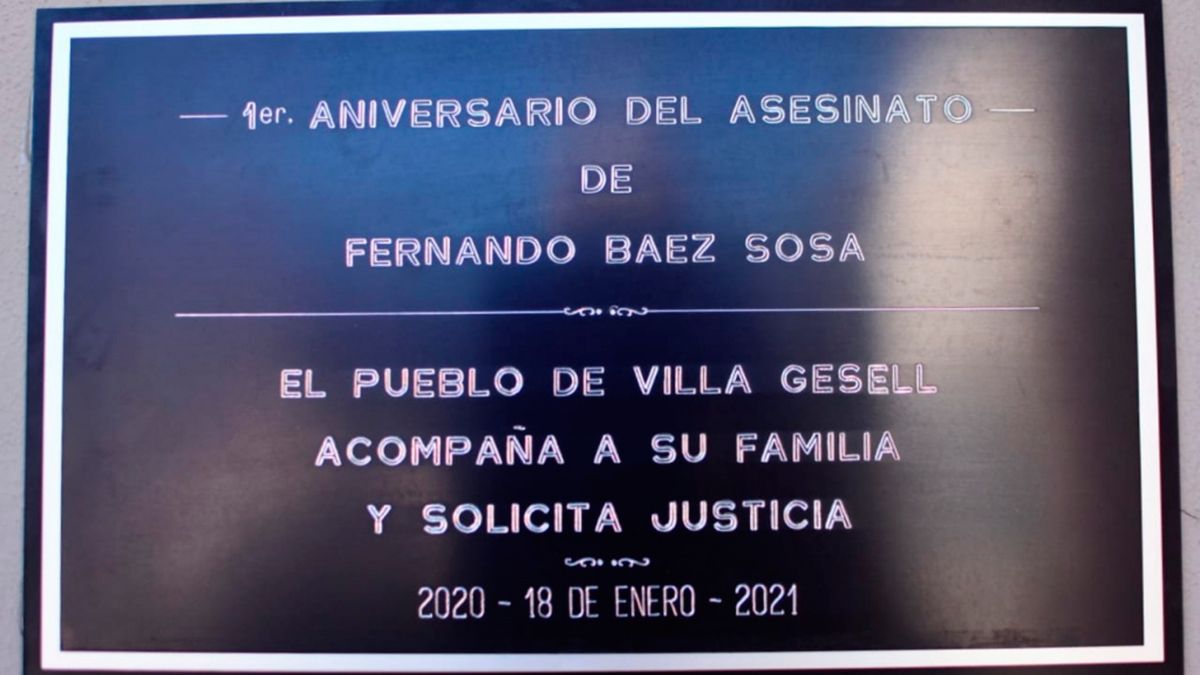 1er. ANIVERSARIO DEL ASESINATO
DE
FERNANDO BAEZ SOSA
EL PUEBLO DE VILLA GESELL
ACOMPAÑA A SU FAMILIA
Y SOLICITA JUSTICIA
2020 - 18 DE ENERO - 2021